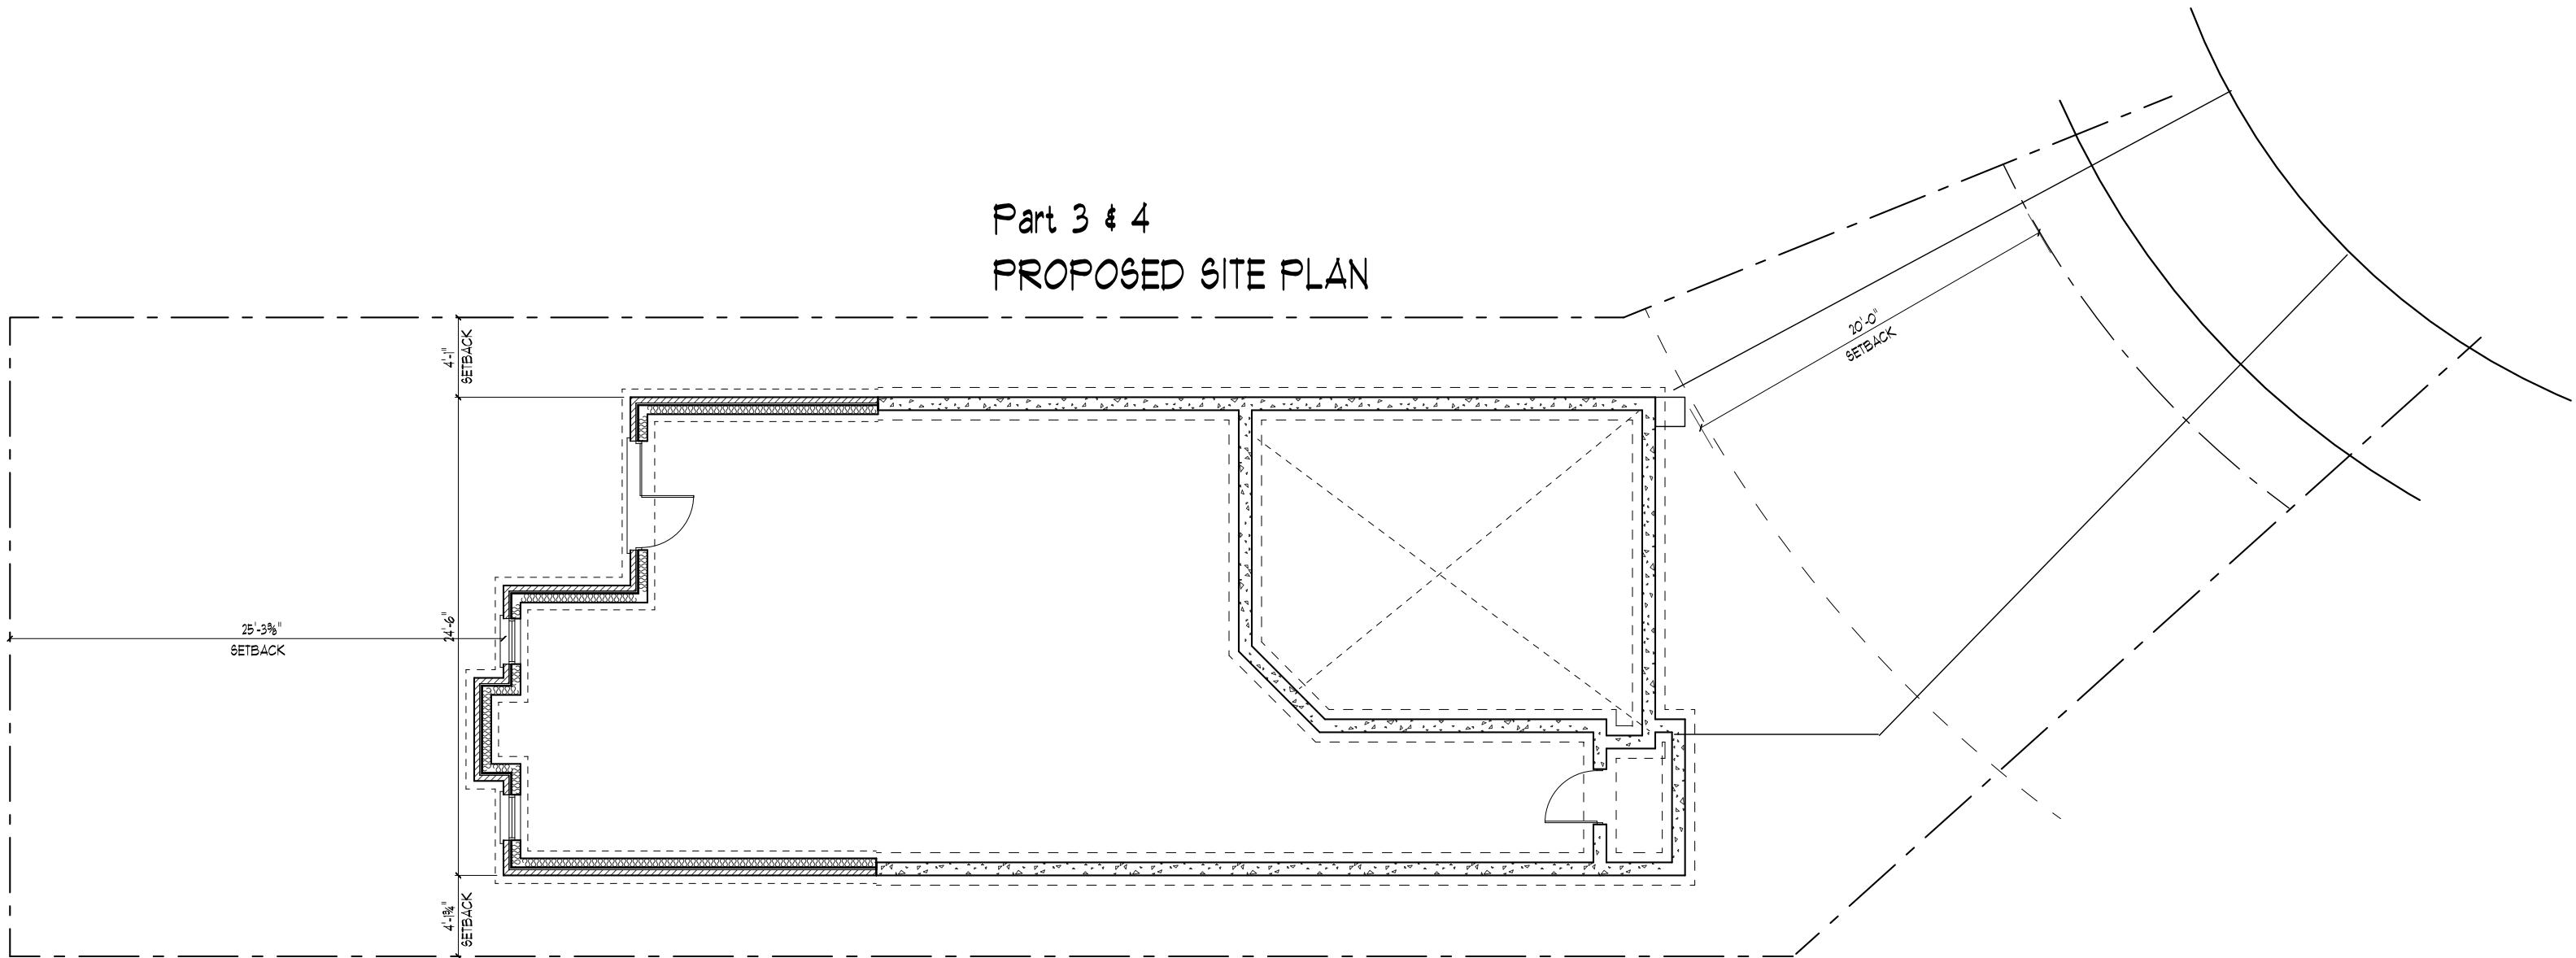 Part 3 & 4
PROPOSED SITE PLAN
4'-1"
SETBACK
20'-0"
SETBACK
25'-3⅜"
SETBACK
24'-6"
4'-1¾"
SETBACK